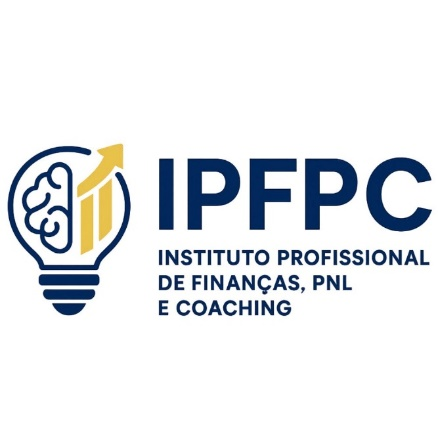 IPFPC
INSTITUTO PROFISSIONAL
DE FINANÇAS, PNL
E COACHING